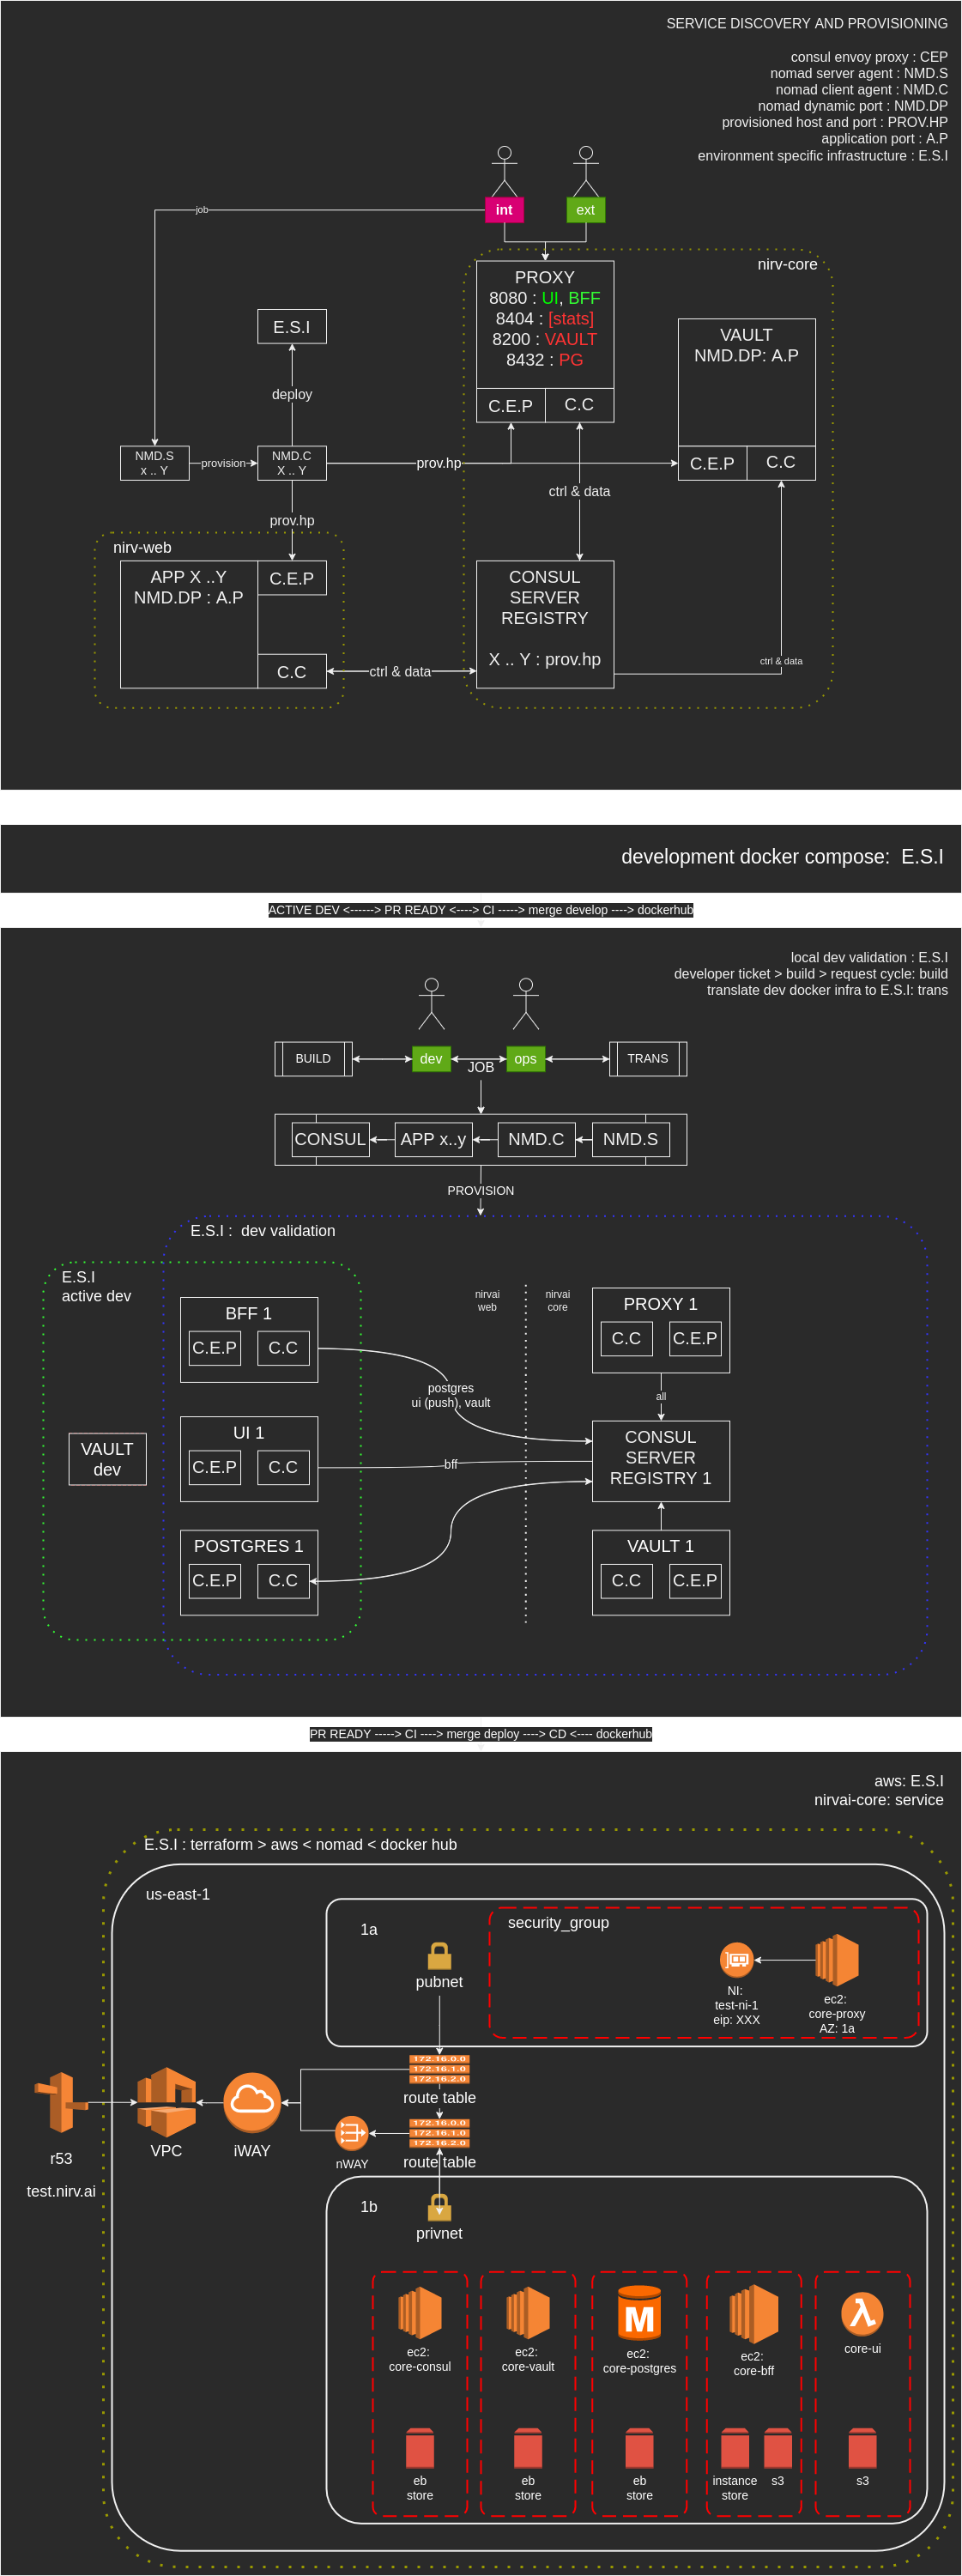 SERVICE DISCOVERY AND PROVISIONING
consul envoy proxy : CEP
nomad server agent : NMD.S
nomad client agent : NMD.C
nomad dynamic port : NMD.DP
provisioned host and port : PROV.HP
application port : A.P
environment specific infrastructure : E.S.I
int
ext
job
nirv-core
PROXY
8080 : UI, BFF
8404 : [stats]
8200 : VAULT
8432 : PG
C.E.P
C.C
VAULT
NMD.DP: A.P
C.E.P
C.C
E.S.I
deploy
NMD.S
x .. Y
provision
NMD.C
X .. Y
prov.hp
ctrl & data
prov.hp
nirv-web
APP X ..Y
NMD.DP : A.P
C.E.P
C.C
ctrl & data
CONSUL
SERVER
REGISTRY
X .. Y : prov.hp
ctrl & data
development docker compose:  E.S.I
ACTIVE DEV <------> PR READY <----> CI -----> merge develop ----> dockerhub
local dev validation : E.S.I
developer ticket > build > request cycle: build
translate dev docker infra to E.S.I: trans
BUILD
dev
JOB
ops
TRANS
CONSUL
APP x..y
NMD.C
NMD.S
PROVISION
E.S.I :  dev validation
E.S.I
active dev
nirvai
web
nirvai
core
BFF 1
C.E.P
C.C
PROXY 1
C.C
C.E.P
postgres
ui (push), vault
all
UI 1
C.E.P
C.C
bff
CONSUL
SERVER
REGISTRY 1
VAULT
dev
POSTGRES 1
C.E.P
C.C
VAULT 1
C.C
C.E.P
PR READY -----> CI ----> merge deploy ----> CD <---- dockerhub
aws: E.S.I
nirvai-core: service
E.S.I : terraform > aws < nomad < docker hub
us-east-1
1a
security_group
pubnet
NI:
test-ni-1
eip: XXX
ec2:
core-proxy
AZ: 1a
172.16.0.0
172.16.1.0
172.16.2.0
route table
172.16.0.0
172.16.1.0
172.16.2.0
route table
r53
test.nirv.ai
VPC
iWAY
nWAY
1b
privnet
ec2:
core-consul
ec2:
core-vault
M
ec2:
core-postgres
ec2:
core-bff
core-ui
eb
store
eb
store
eb
store
instance
store
s3
s3